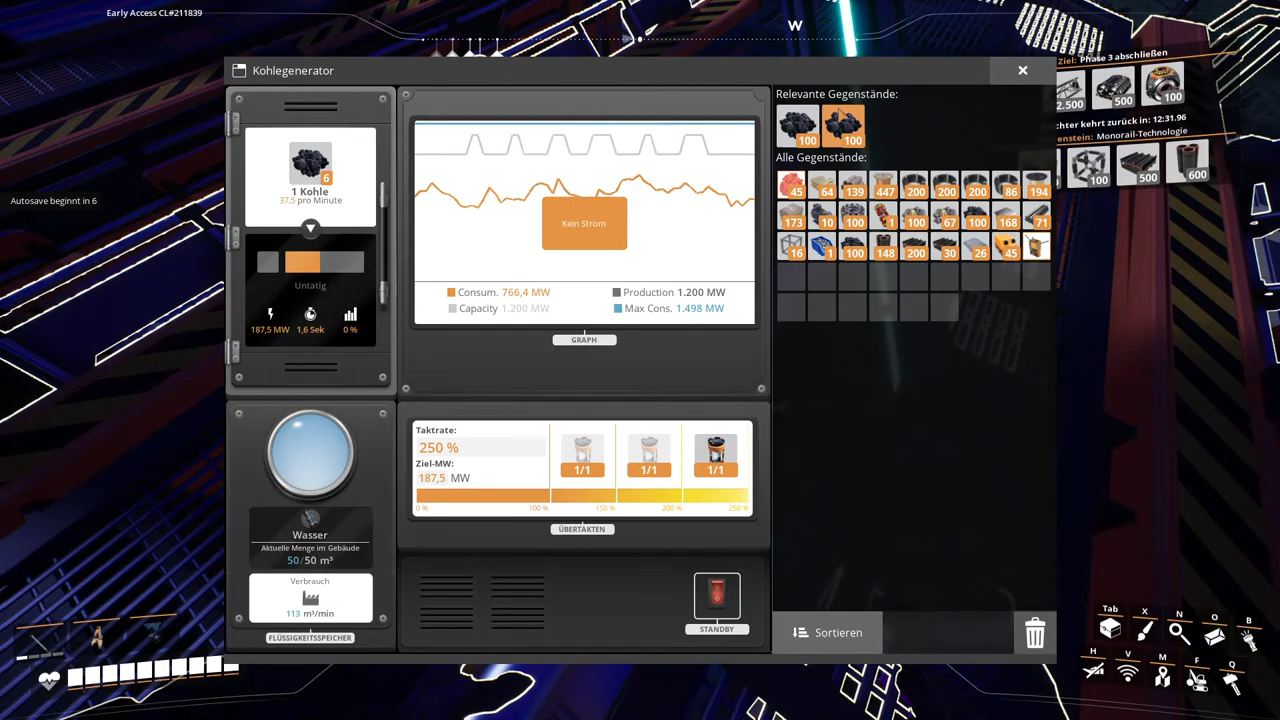 Early Access CL#211839
W
Kohlegenerator
Ziel: Phase 3 abschließen
2.500
500
100
chter kehrt zurück in: 12:31.96
enstein: Monorail-Technologie
100
500
600
Autosave beginnt in 6
6
1 Kohle
37,5 pro Minute
Untätig
187,5 MW
1,6 Sek
0 %
Kein Strom
Consum. 766,4 MW
Production 1.200 MW
Capacity 1.200 MW
Max Cons. 1.498 MW
GRAPH
Relevante Gegenstände:
100
100
Alle Gegenstände:
45 64 139 447 200 200 200 86 194
173 10 100 1 100 67 100 168 71
16 1 100 148 200 30 26 45
Wasser
Aktuelle Menge im Gebäude
50/50 m³
Verbrauch
113 m³/min
FLÜSSIGKEITSSPEICHER
Taktrate:
250 %
Ziel-MW:
187,5 MW
1/1
1/1
1/1
0 % 100 % 150 % 200 % 250 %
ÜBERTAKTEN
STANDBY
Sortieren
Tab X N O B
H V M F Q